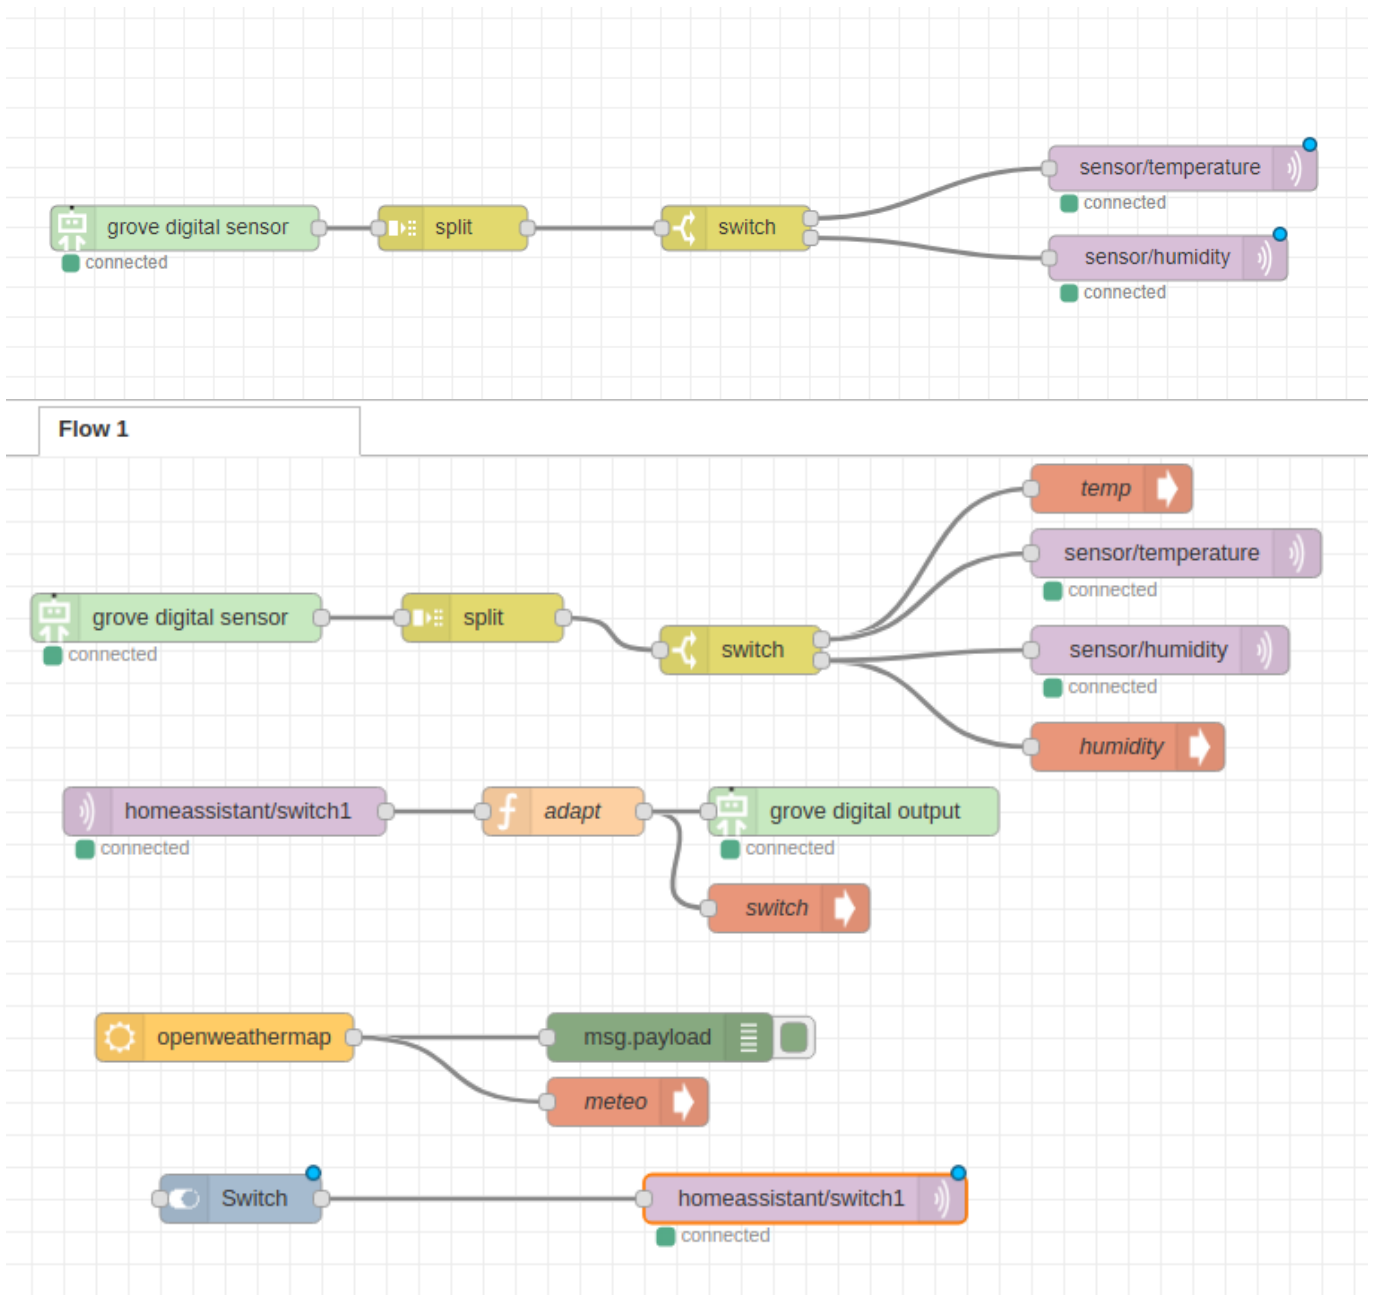 sensor/temperature
connected
grove digital sensor
split
switch
connected
sensor/humidity
connected
Flow 1
temp
sensor/temperature
connected
grove digital sensor
split
switch
connected
sensor/humidity
connected
humidity
homeassistant/switch1
adapt
grove digital output
connected
connected
switch
openweathermap
msg.payload
meteo
Switch
homeassistant/switch1
connected